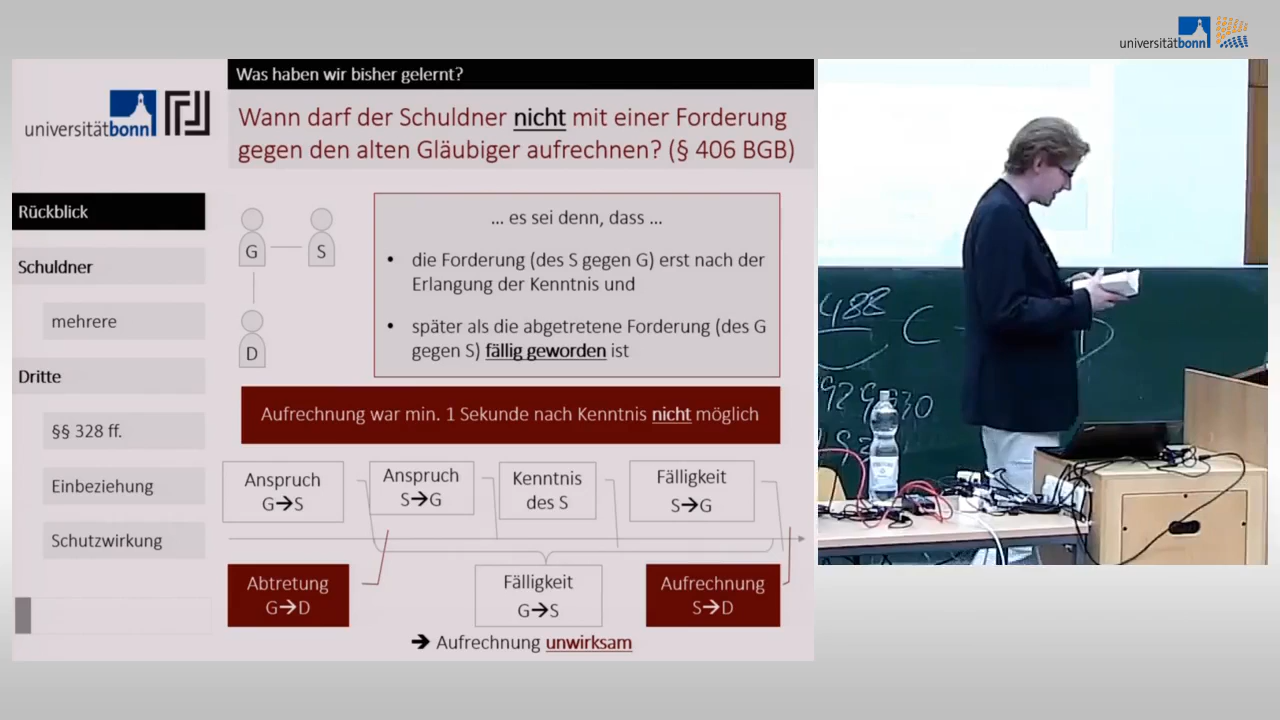 universitätbonn
Was haben wir bisher gelernt?
universitätbonn
Wann darf der Schuldner nicht mit einer Forderung
gegen den alten Gläubiger aufrechnen? (§ 406 BGB)
Rückblick
Schuldner
mehrere
Dritte
§§ 328 ff.
Einbeziehung
Schutzwirkung
G
S
D
... es sei denn, dass ...
• die Forderung (des S gegen G) erst nach der
Erlangung der Kenntnis und
• später als die abgetretene Forderung (des G
gegen S) fällig geworden ist
Aufrechnung war min. 1 Sekunde nach Kenntnis nicht möglich
Anspruch
G→S
Anspruch
S→G
Kenntnis
des S
Fälligkeit
S→G
Abtretung
G→D
Fälligkeit
G→S
Aufrechnung
S→D
→ Aufrechnung unwirksam
488
C
D